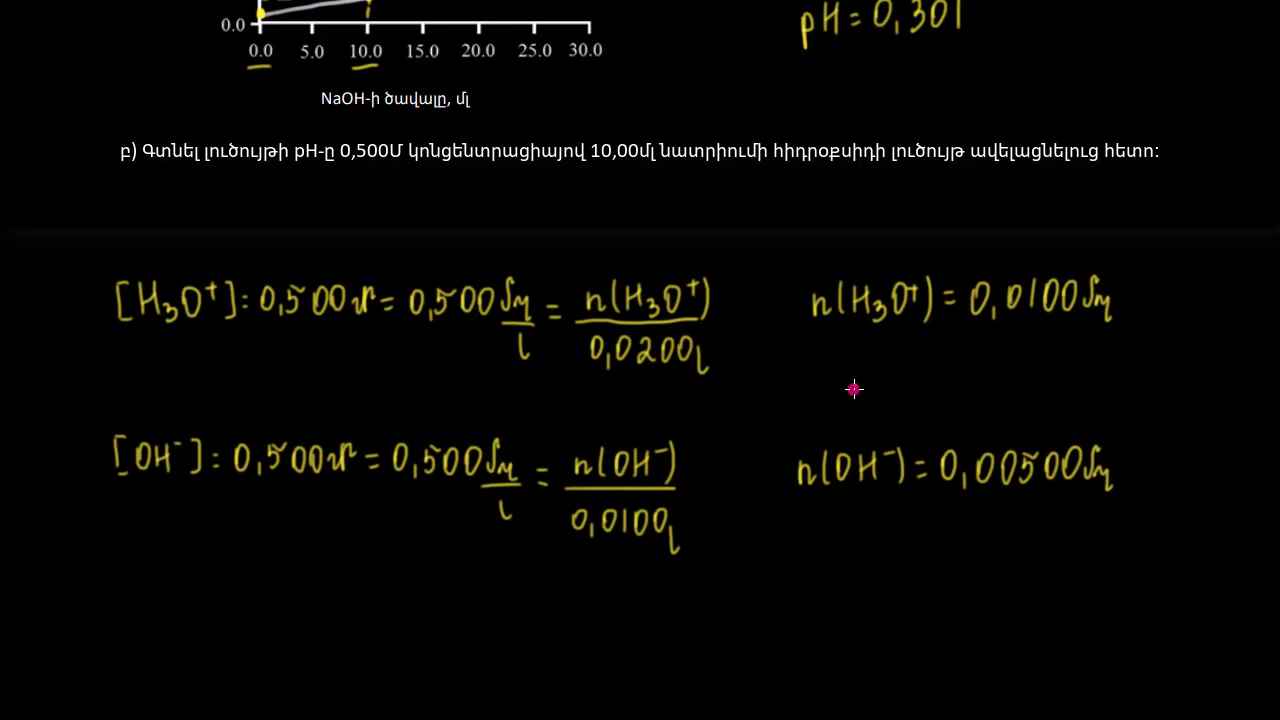 pH = 0,301
0.0
0.0 5.0 10.0 15.0 20.0 25.0 30.0
NaOH-ի ծավալը, մլ
բ) Գտնել լուծույթի pH-ը 0,500Մ կոնցենտրացիայով 10,00մլ նատրիումի հիդրօքսիդի լուծույթ ավելացնելուց հետո:
[H₃O⁺] = 0,500Մ = 0,500 մոլ/լ = n(H₃O⁺)/0,0200լ n(H₃O⁺) = 0,0100մոլ
[OH⁻] = 0,500Մ = 0,500 մոլ/լ = n(OH⁻)/0,0100լ n(OH⁻) = 0,00500մոլ